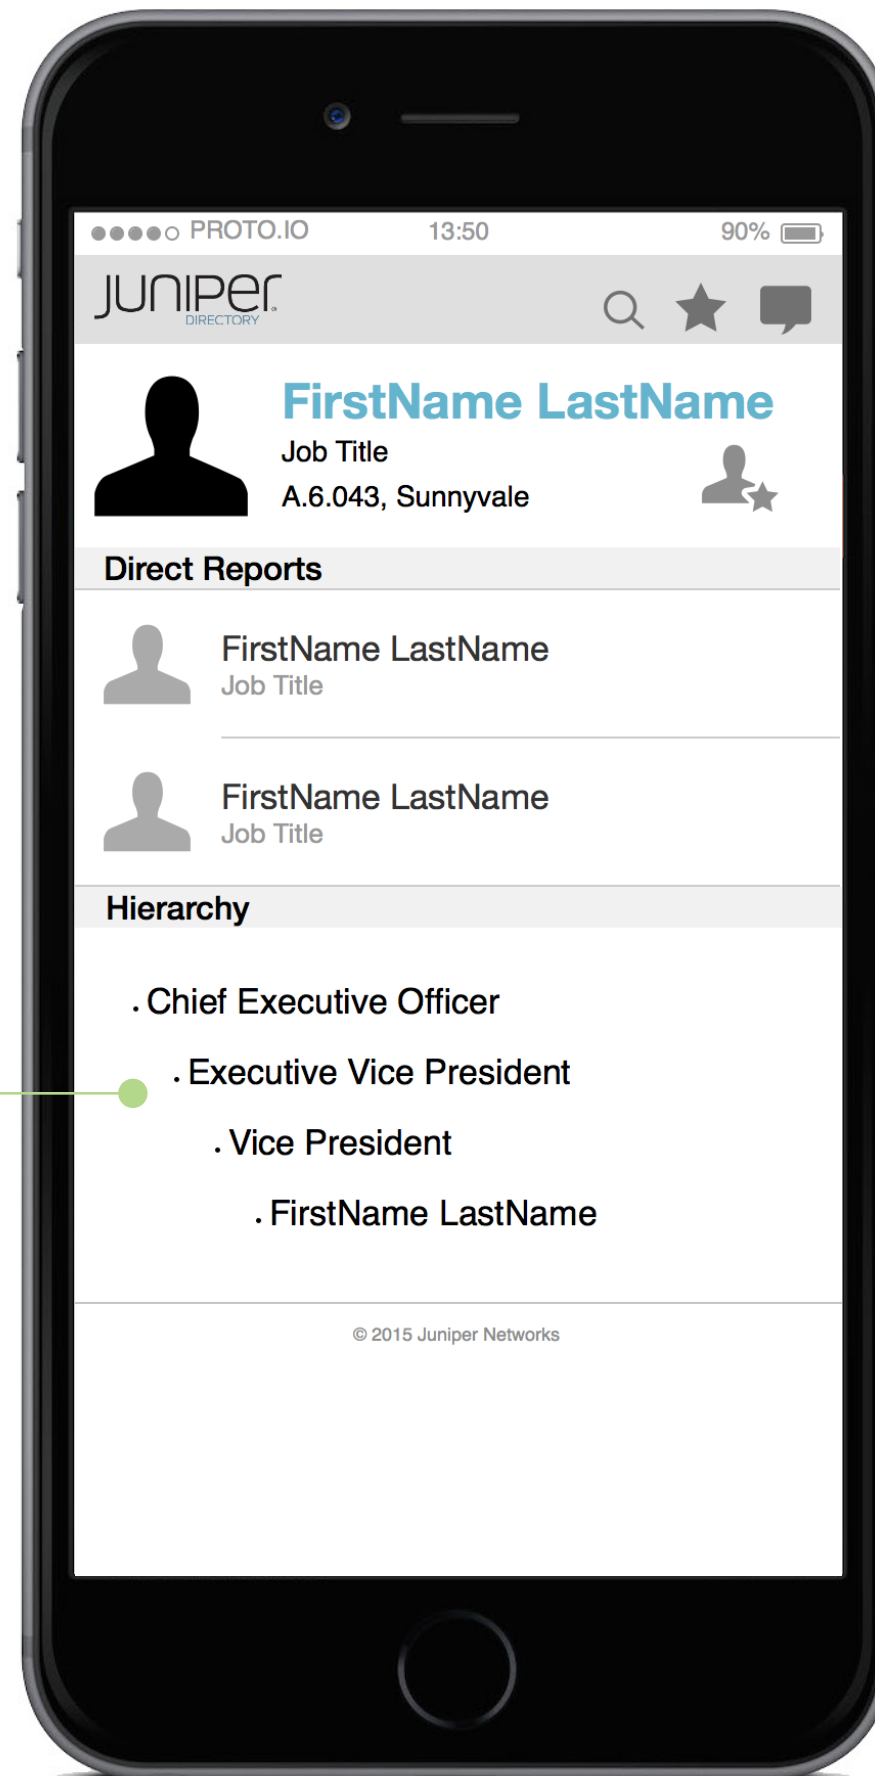 PROTO.IO 13:50 90%
JUNIPER
DIRECTORY
FirstName LastName
Job Title
A.6.043, Sunnyvale
Direct Reports
FirstName LastName
Job Title
FirstName LastName
Job Title
Hierarchy
• Chief Executive Officer
• Executive Vice President
• Vice President
• FirstName LastName
© 2015 Juniper Networks